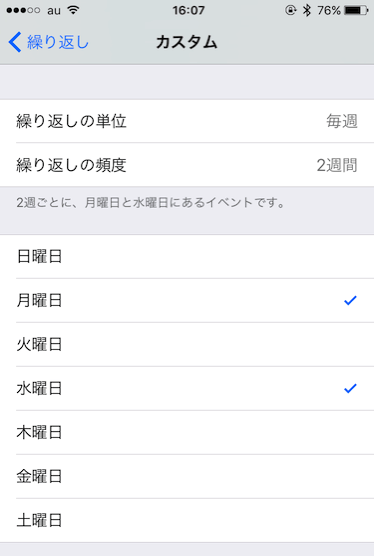 au 16:07 76%
繰り返し カスタム
繰り返しの単位 毎週
繰り返しの頻度 2週間
2週ごとに、月曜日と水曜日にあるイベントです。
日曜日
月曜日
火曜日
水曜日
木曜日
金曜日
土曜日